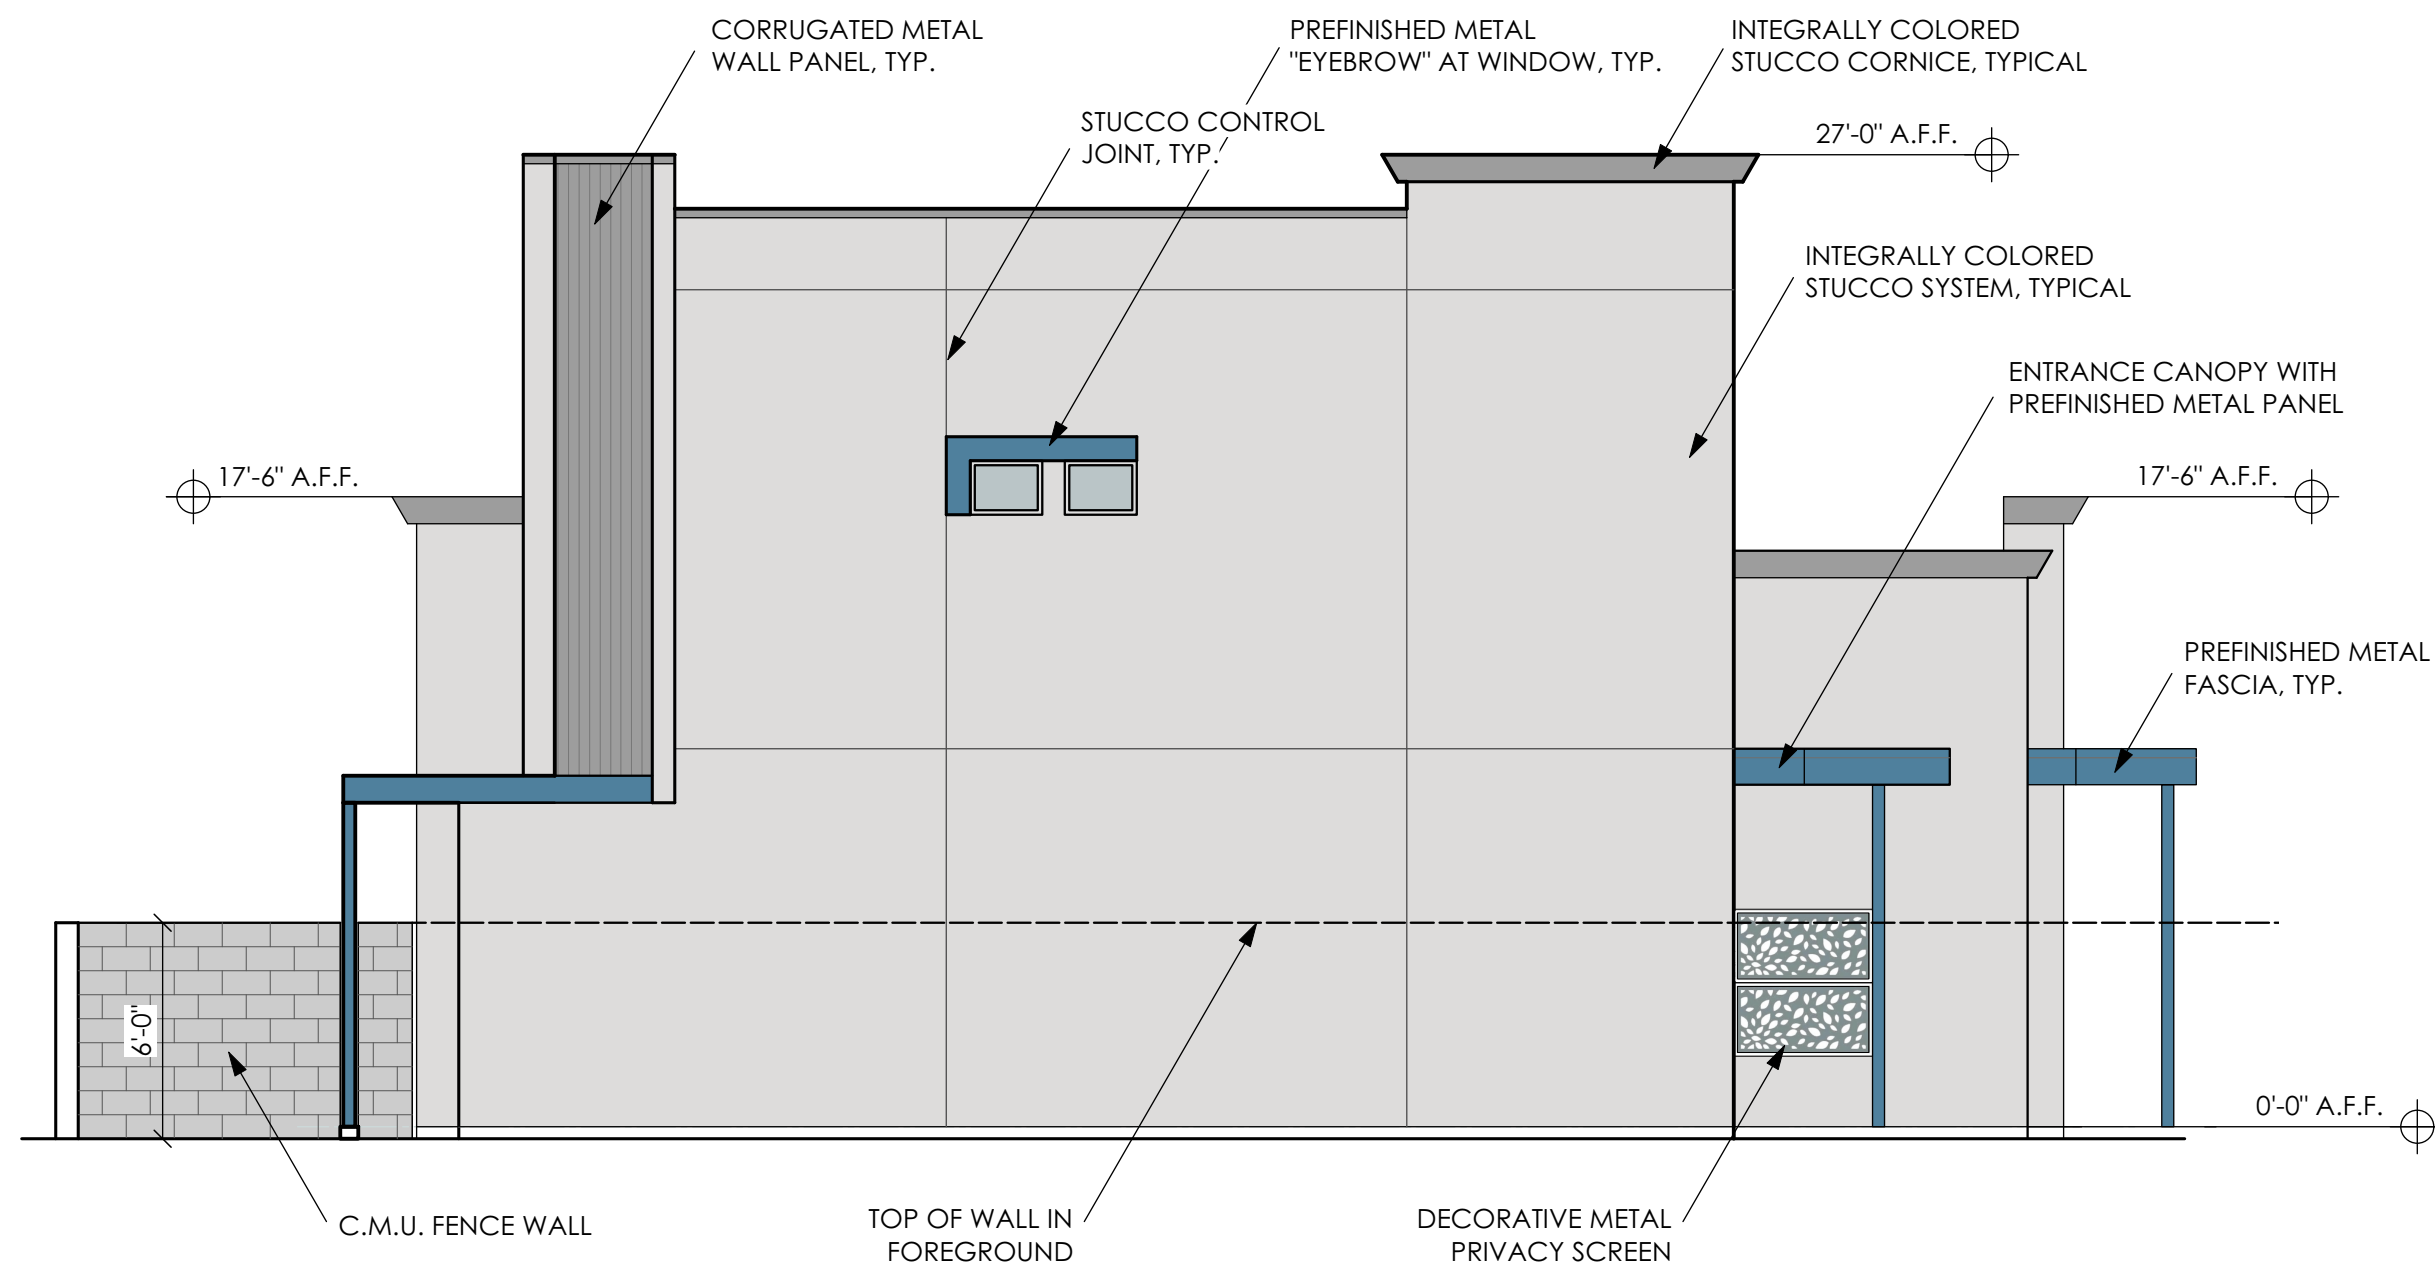 CORRUGATED METAL
WALL PANEL, TYP.
PREFINISHED METAL
"EYEBROW" AT WINDOW, TYP.
INTEGRALLY COLORED
STUCCO CORNICE, TYPICAL
STUCCO CONTROL
JOINT, TYP.
27'-0" A.F.F.
INTEGRALLY COLORED
STUCCO SYSTEM, TYPICAL
ENTRANCE CANOPY WITH
PREFINISHED METAL PANEL
17'-6" A.F.F.
17'-6" A.F.F.
PREFINISHED METAL
FASCIA, TYP.
6'-0"
0'-0" A.F.F.
C.M.U. FENCE WALL
TOP OF WALL IN
FOREGROUND
DECORATIVE METAL
PRIVACY SCREEN